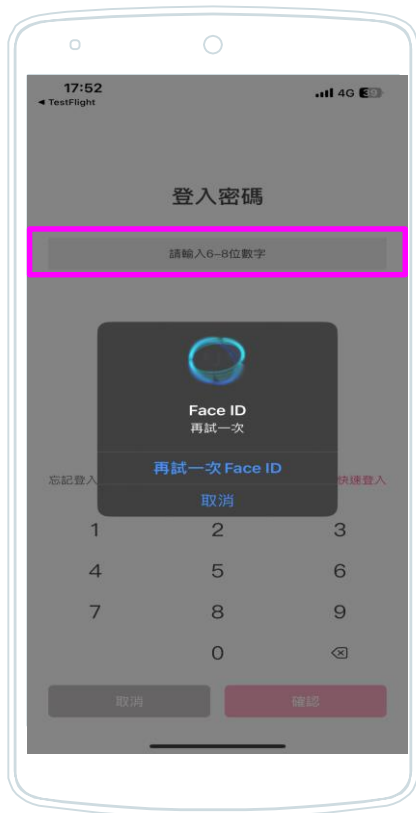 17:52
4G 39
◀ TestFlight
登入密碼
請輸入6-8位數字
Face ID
再試一次
再試一次 Face ID
取消
忘記登入
快速登入
1 2 3
4 5 6
7 8 9
0
取消 確認